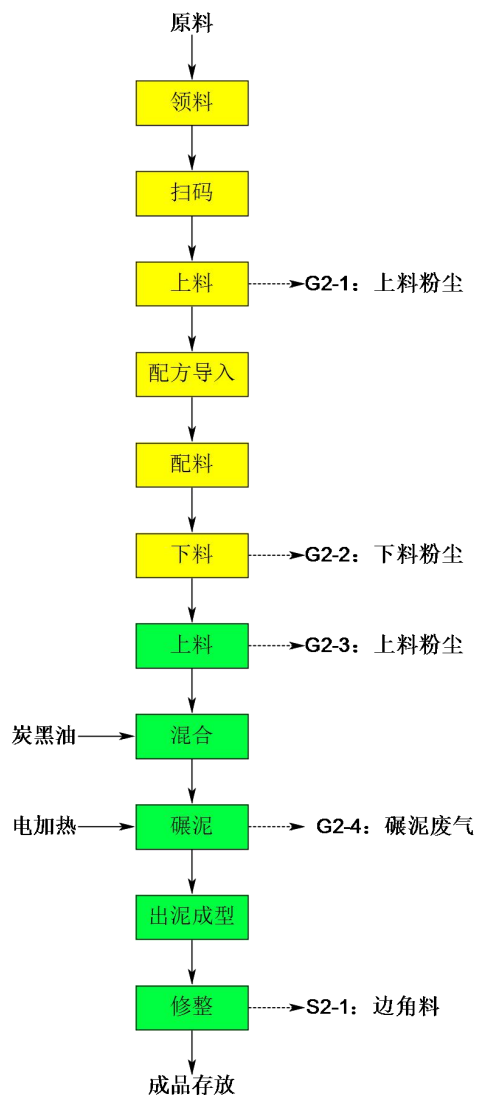 原料
领料
扫码
上料
G2-1：上料粉尘
配方导入
配料
下料
G2-2：下料粉尘
上料
G2-3：上料粉尘
炭黑油
混合
电加热
碾泥
G2-4：碾泥废气
出泥成型
修整
S2-1：边角料
成品存放